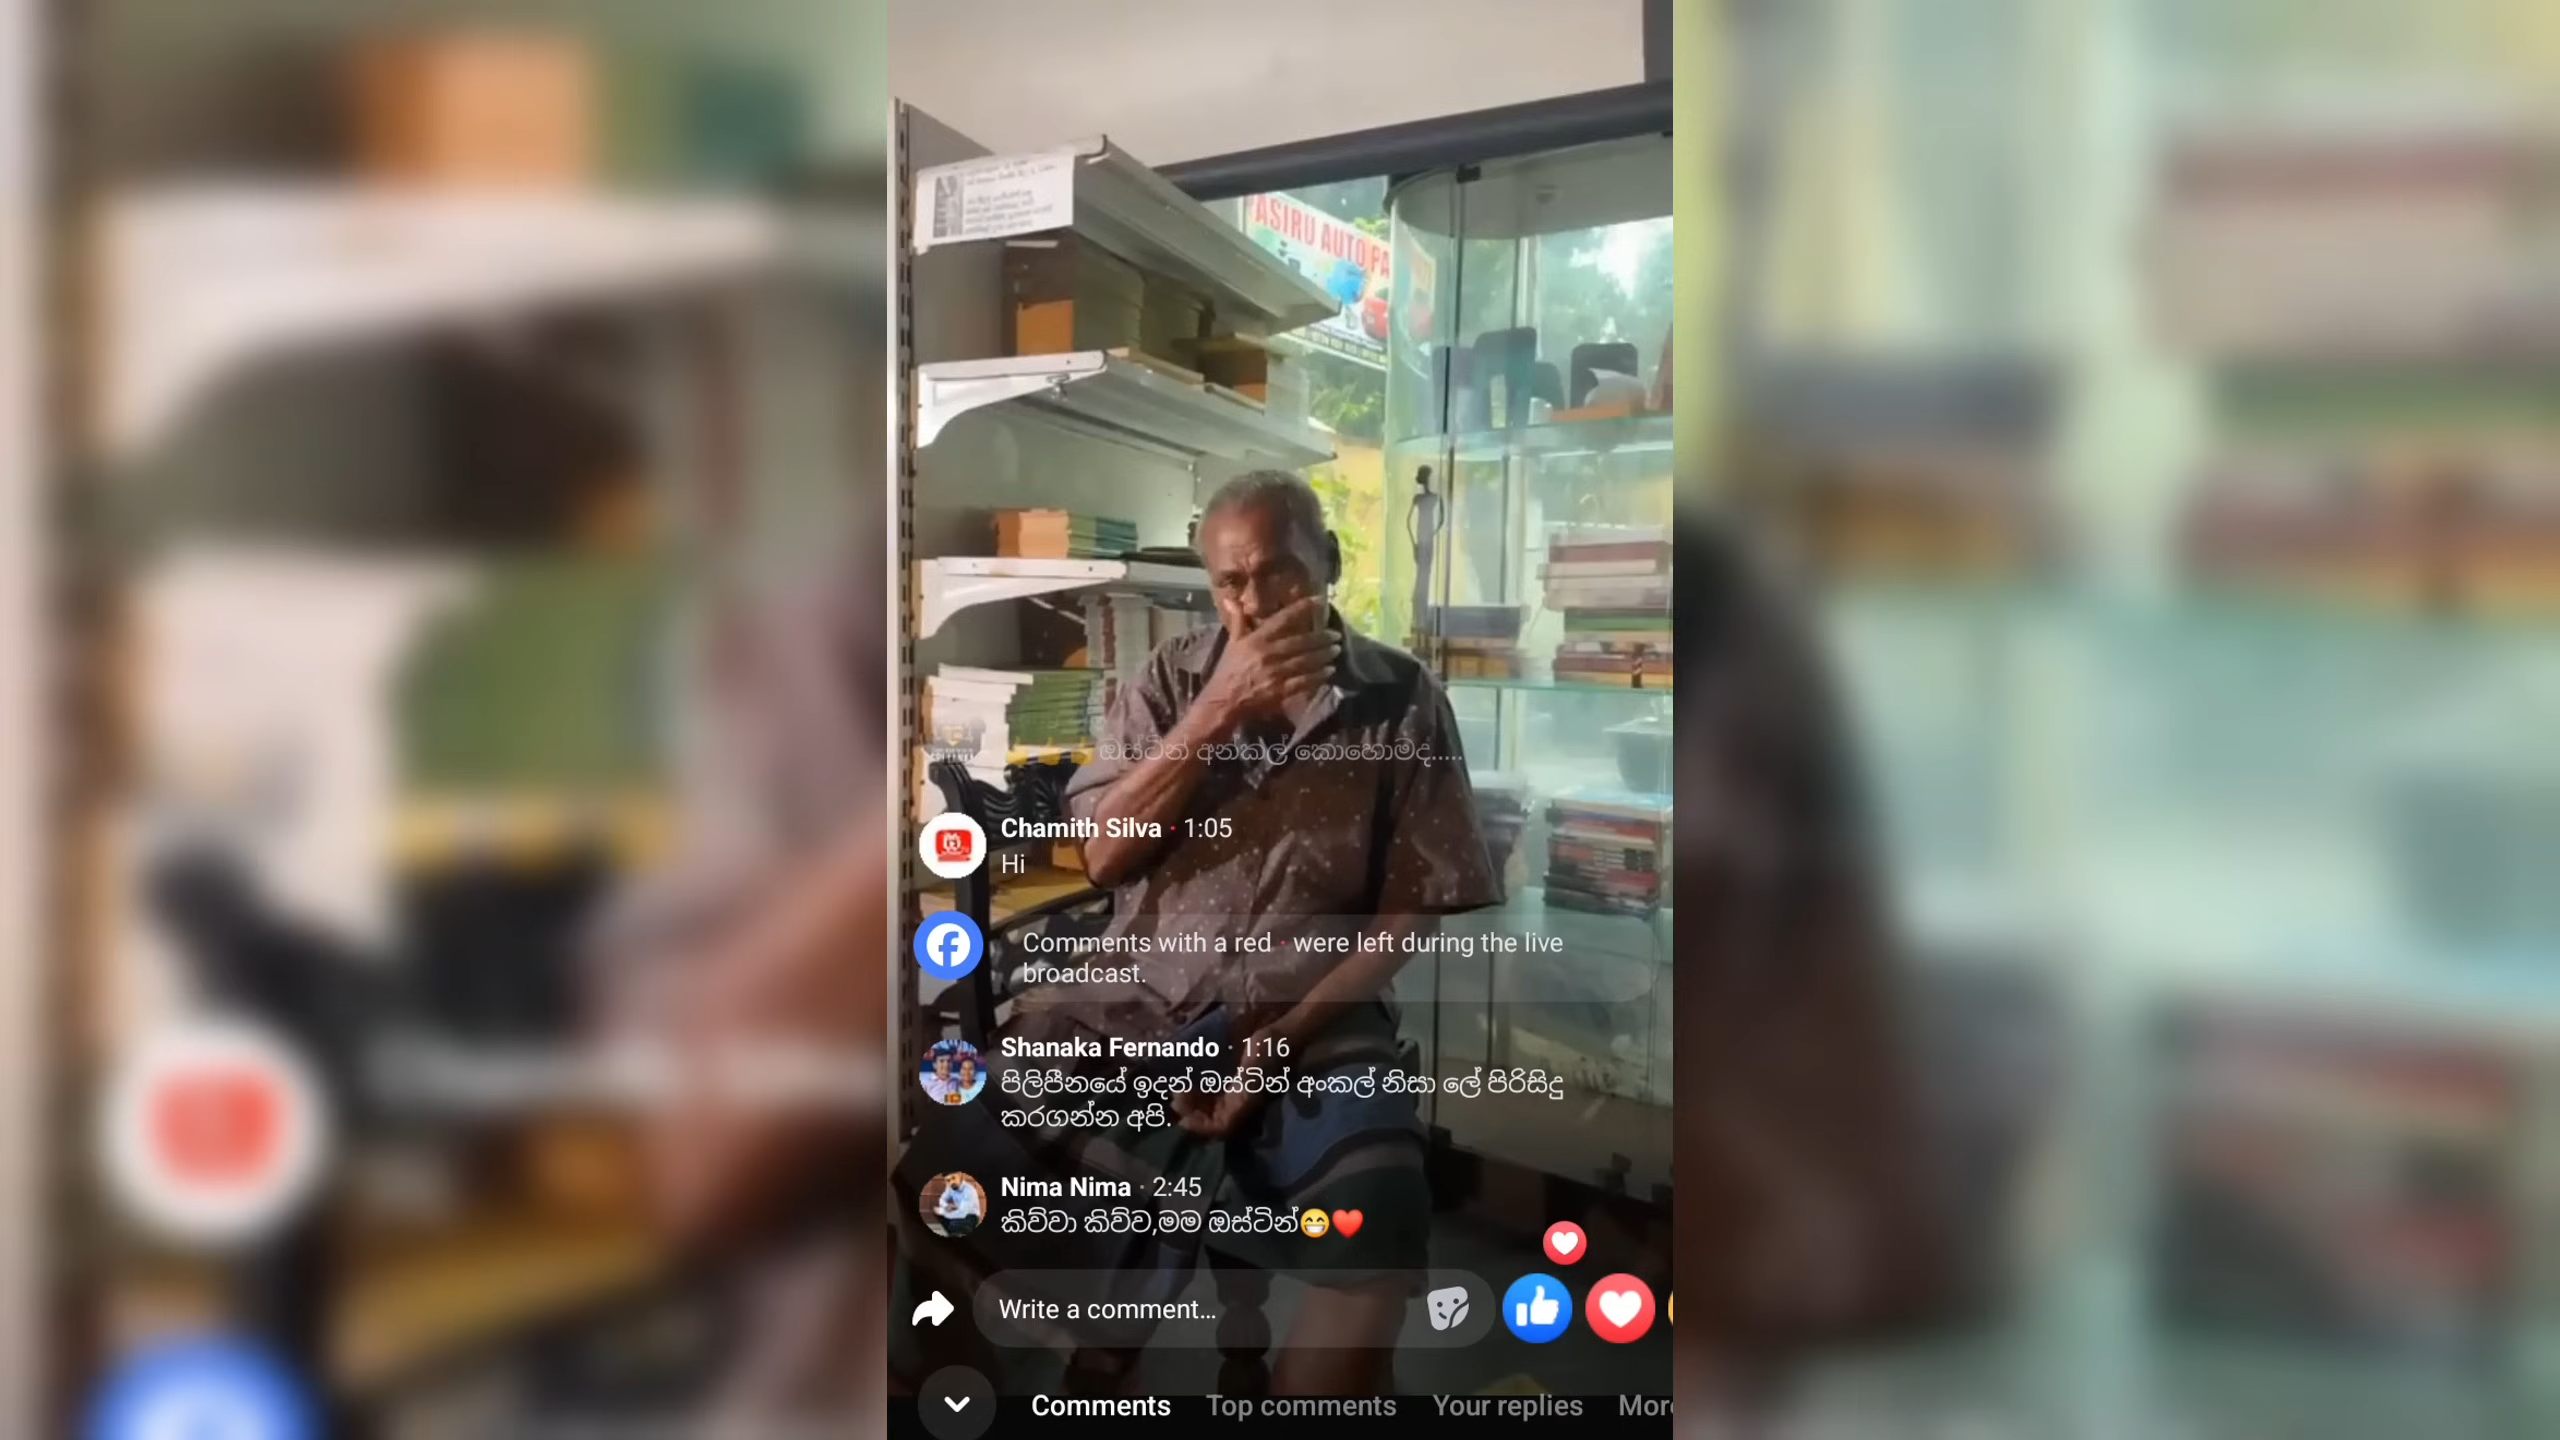 ASIRU AUTO PA
ඔස්ටින් අන්කල් කොහොමද.....
Chamith Silva · 1:05
Hi
Comments with a red · were left during the live
broadcast.
Shanaka Fernando · 1:16
පිලිපීනයේ ඉදන් ඔස්ටින් අංකල් නිසා ලේ පිරිසිදු
කරගන්න අපි.
Nima Nima · 2:45
කිව්වා කිව්ව,මම ඔස්ටින්😁❤️
Write a comment...
Comments Top comments Your replies More